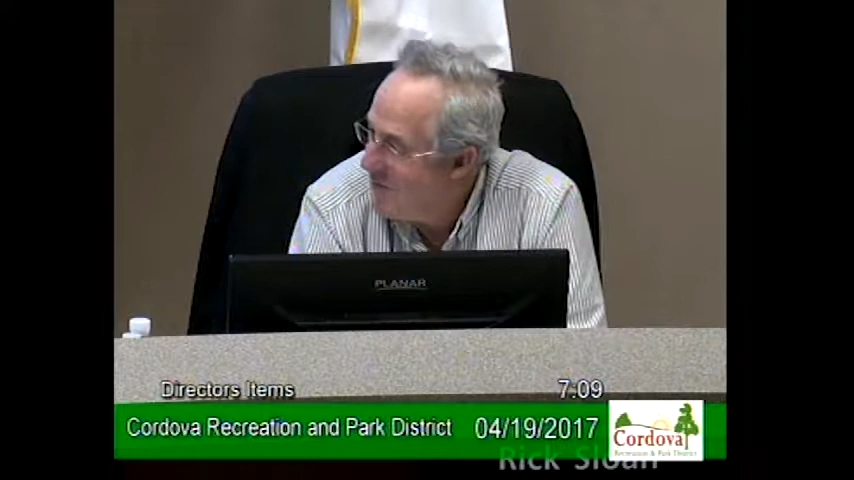 PLANAR
Directors Items 7:09
Cordova Recreation and Park District 04/19/2017
Cordova
Recreation & Park District
Rick Sloan